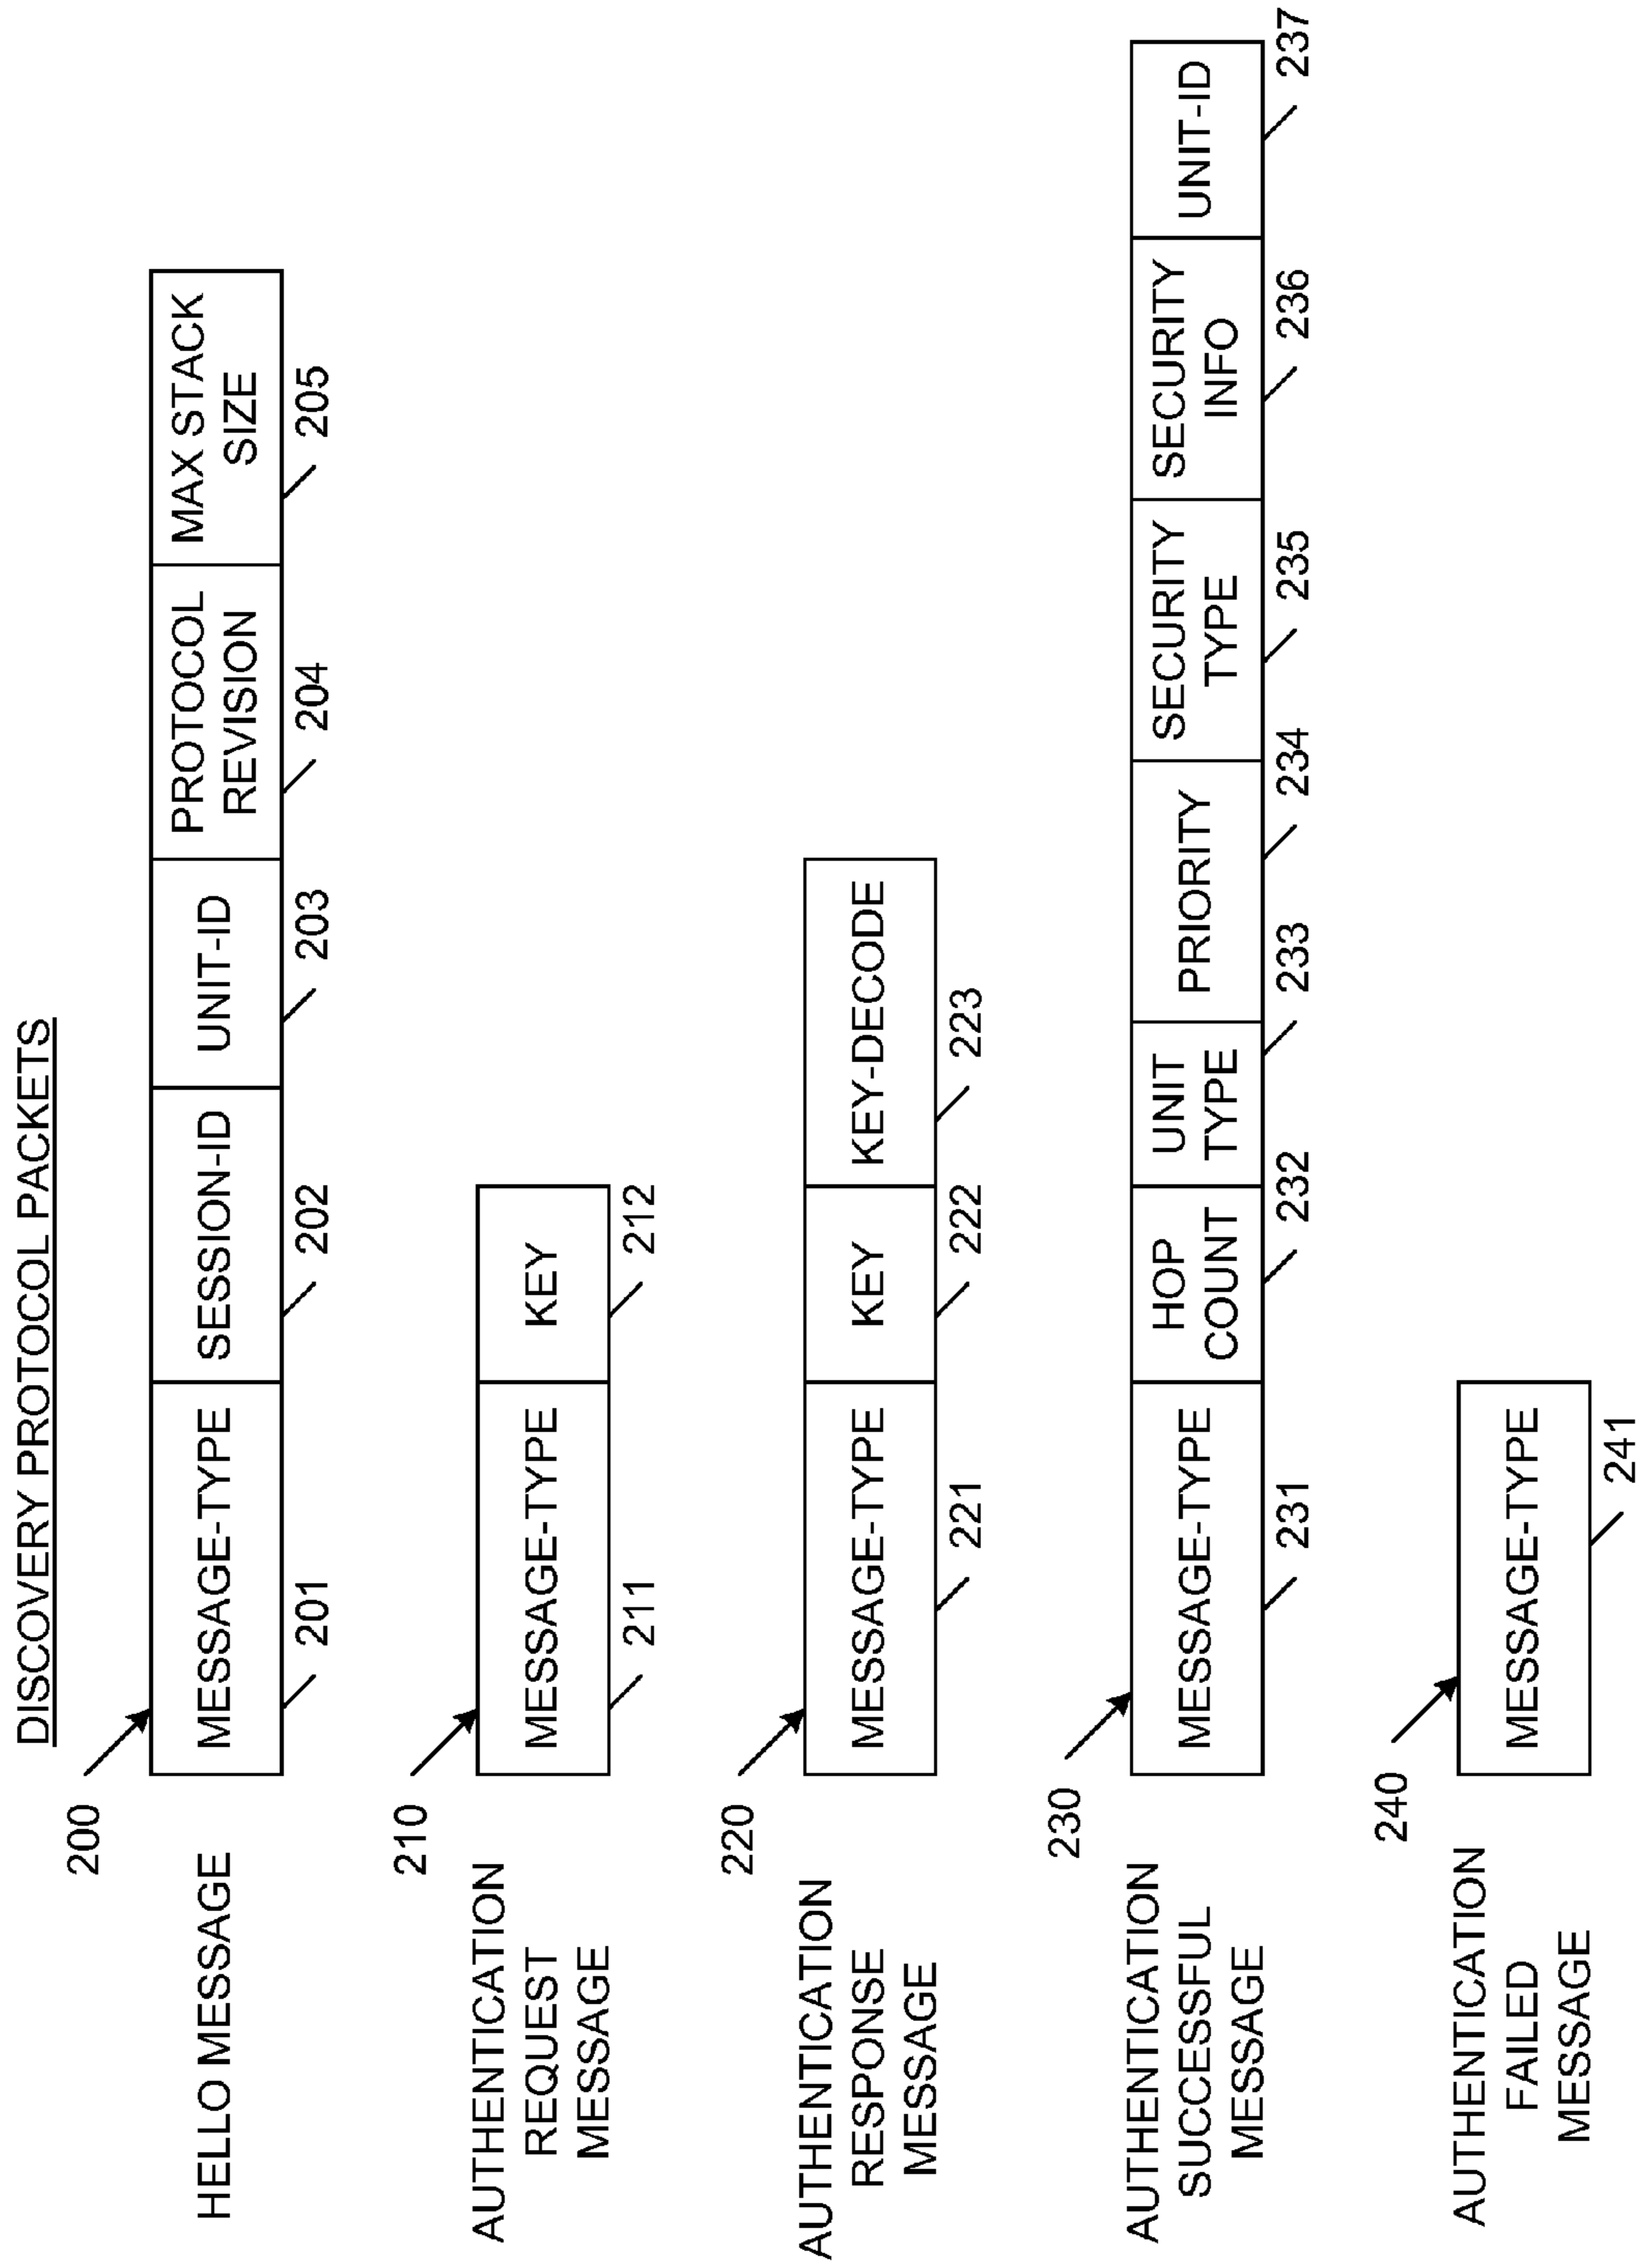 DISCOVERY PROTOCOL PACKETS
200
HELLO MESSAGE
MESSAGE-TYPE
SESSION-ID
UNIT-ID
PROTOCOL
REVISION
MAX STACK
SIZE
201
202
203
204
205
210
AUTHENTICATION
REQUEST
MESSAGE
MESSAGE-TYPE
KEY
211
212
220
AUTHENTICATION
RESPONSE
MESSAGE
MESSAGE-TYPE
KEY
KEY-DECODE
221
222
223
230
AUTHENTICATION
SUCCESSFUL
MESSAGE
MESSAGE-TYPE
HOP
COUNT
UNIT
TYPE
PRIORITY
SECURITY
TYPE
SECURITY
INFO
UNIT-ID
231
232
233
234
235
236
237
240
AUTHENTICATION
FAILED
MESSAGE
MESSAGE-TYPE
241